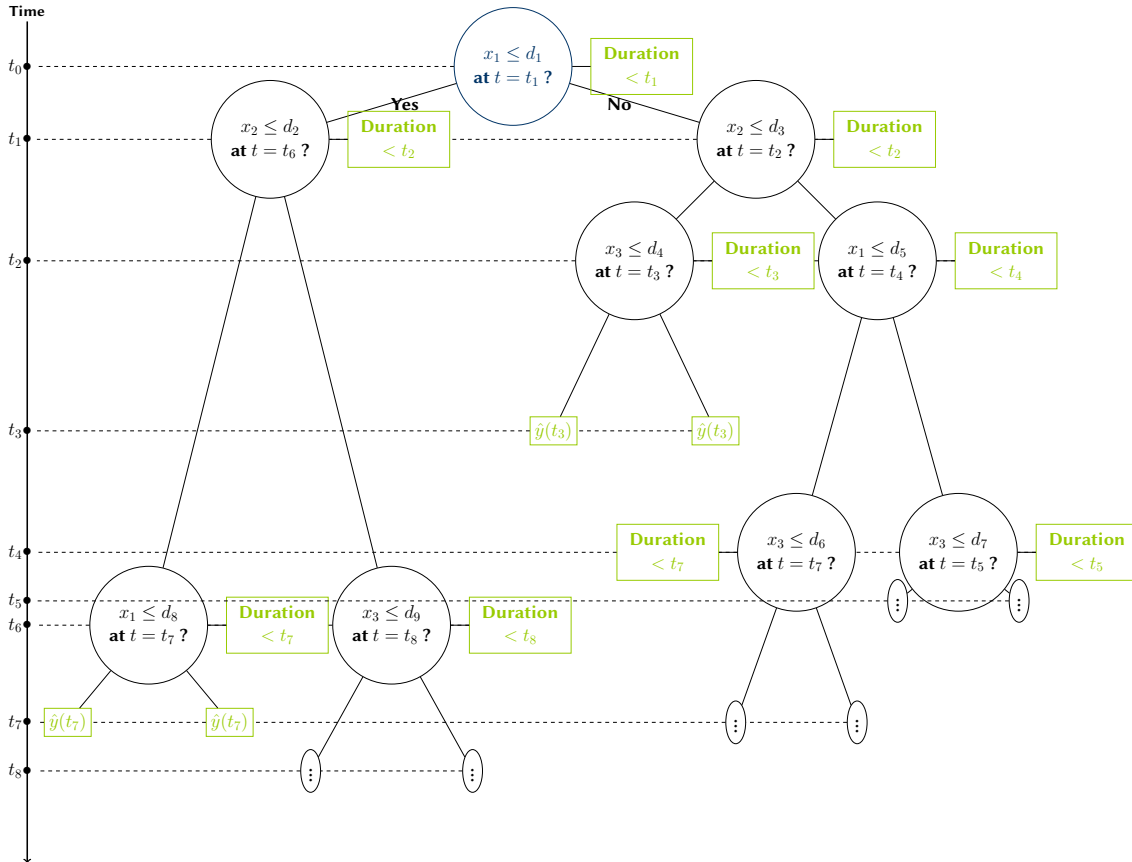 Time
t₀
x₁ ≤ d₁
at t = t₁ ?
Duration
< t₁
Yes
No
t₁
x₂ ≤ d₂
at t = t₆ ?
Duration
< t₂
x₂ ≤ d₃
at t = t₂ ?
Duration
< t₂
t₂
x₃ ≤ d₄
at t = t₃ ?
Duration
< t₃
x₁ ≤ d₅
at t = t₄ ?
Duration
< t₄
t₃
ŷ(t₃)
ŷ(t₃)
t₄
Duration
< t₇
x₃ ≤ d₆
at t = t₇ ?
x₃ ≤ d₇
at t = t₅ ?
Duration
< t₅
t₅
⋮
⋮
t₆
x₁ ≤ d₈
at t = t₇ ?
Duration
< t₇
x₃ ≤ d₉
at t = t₈ ?
Duration
< t₈
t₇
ŷ(t₇)
ŷ(t₇)
⋮
⋮
t₈
⋮
⋮